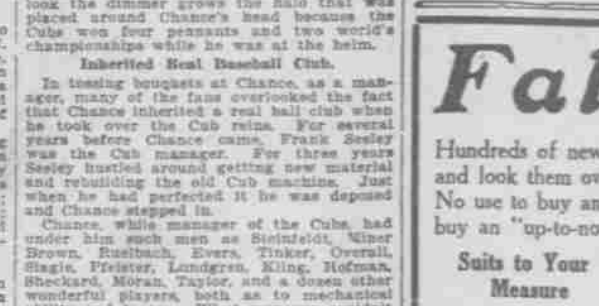 look the dimmer grows the halo that was
placed around Chance's head because the
Cubs won four pennants and two world's
championships while he was at the helm.
Inherited Real Baseball Club.
In tossing bouquets at Chance, as a man-
ager, many of the fans overlooked the fact
that Chance inherited a real ball club when
he took over the Cub reins. For several
years before Chance came, Frank Seeley
was the Cub manager. For three years
Seeley hustled around getting new material
and rebuilding the old Cub machine. Just
when he had perfected it he was deposed
and Chance stepped in.
Chance, while manager of the Cubs, had
under him such men as Steinfeldt, Miner
Brown, Ruelbach, Evers, Tinker, Overall,
Slagle, Pfeister, Lundgren, Kling, Hofman,
Sheckard, Moran, Taylor, and a dozen other
wonderful players, both as to mechanical
Fal
Hundreds of new
and look them ov
No use to buy an
buy an "up-to-no
Suits to Your
Measure